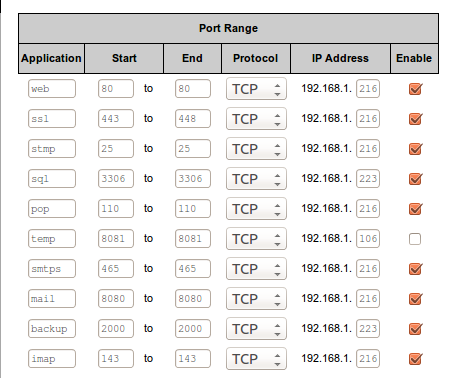 Port Range
Application Start End Protocol IP Address Enable
web 80 to 80 TCP 192.168.1. 216
ssl 443 to 448 TCP 192.168.1. 216
stmp 25 to 25 TCP 192.168.1. 216
sql 3306 to 3306 TCP 192.168.1. 223
pop 110 to 110 TCP 192.168.1. 216
temp 8081 to 8081 TCP 192.168.1. 106
smtps 465 to 465 TCP 192.168.1. 216
mail 8080 to 8080 TCP 192.168.1. 216
backup 2000 to 2000 TCP 192.168.1. 223
imap 143 to 143 TCP 192.168.1. 216